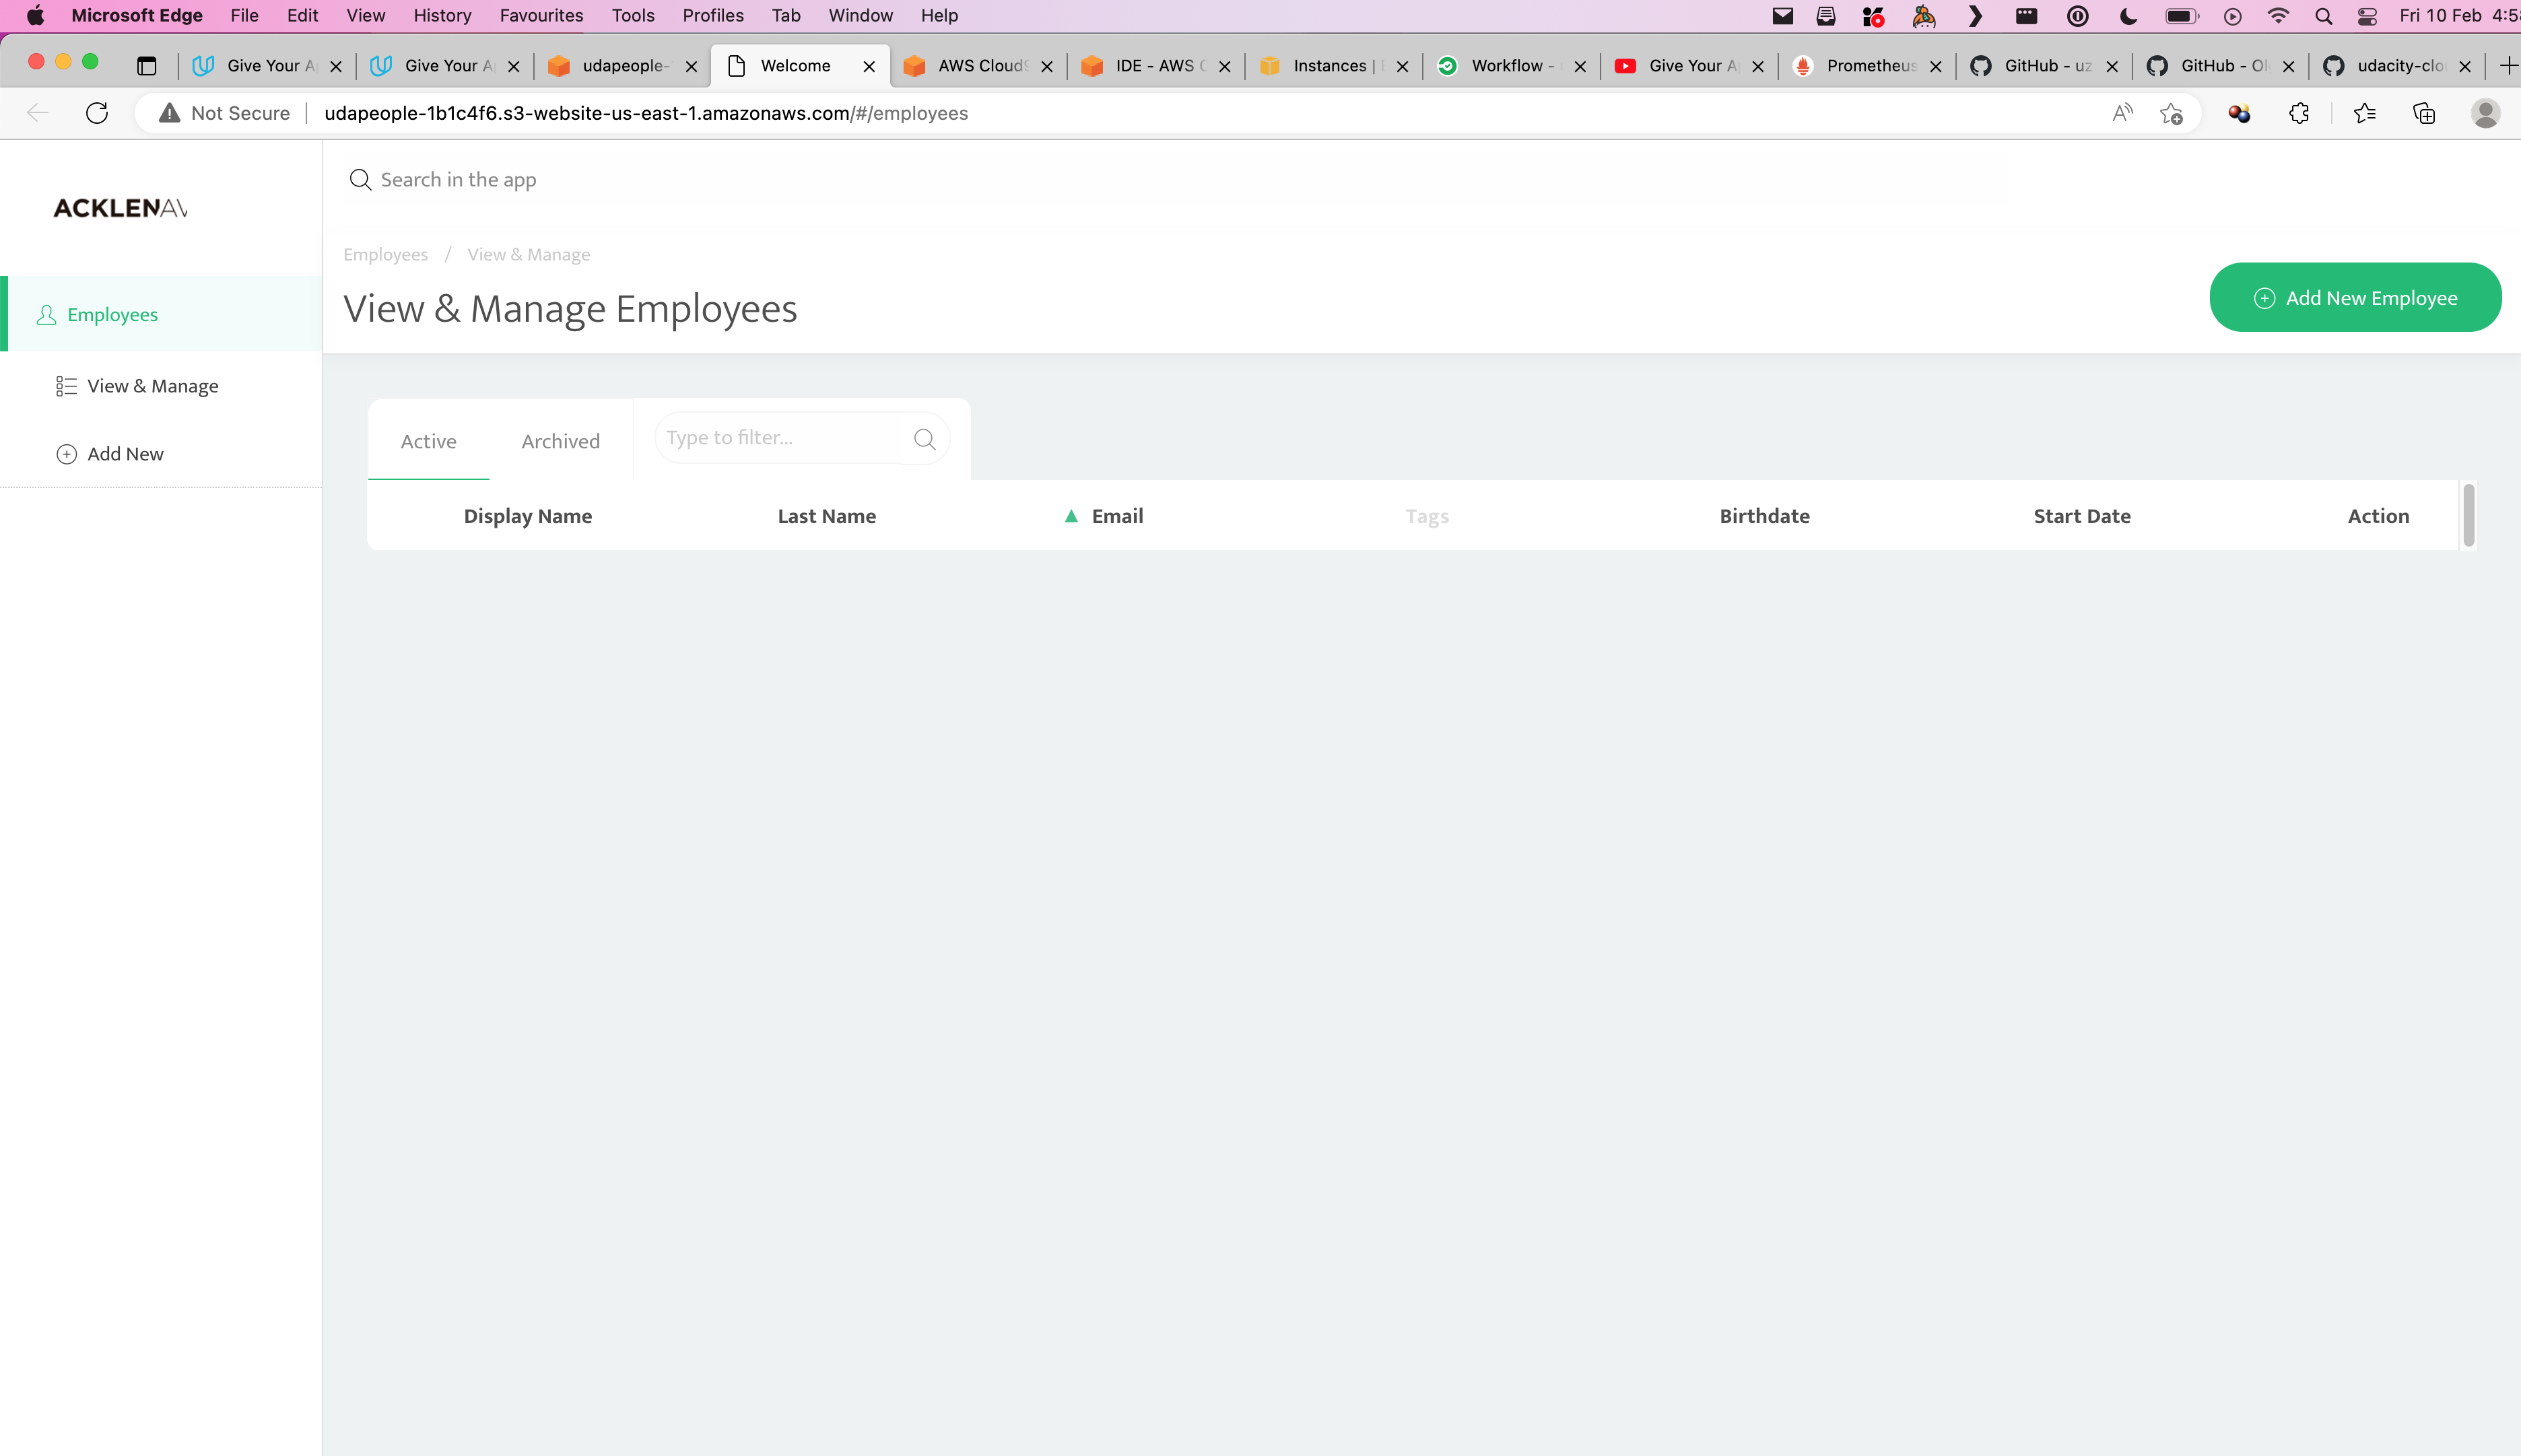 Microsoft Edge File Edit View History Favourites Tools Profiles Tab Window Help Fri 10 Feb 4:5
Give Your A Give Your A udapeople- Welcome AWS Cloud IDE - AWS Instances | Workflow - Give Your A Prometheus GitHub - uz GitHub - Ol udacity-clo
Not Secure udapeople-1b1c4f6.s3-website-us-east-1.amazonaws.com/#/employees
ACKLENAV
Search in the app
Employees / View & Manage
View & Manage Employees
Add New Employee
Employees
View & Manage
Add New
Active Archived Type to filter...
Display Name Last Name Email Tags Birthdate Start Date Action